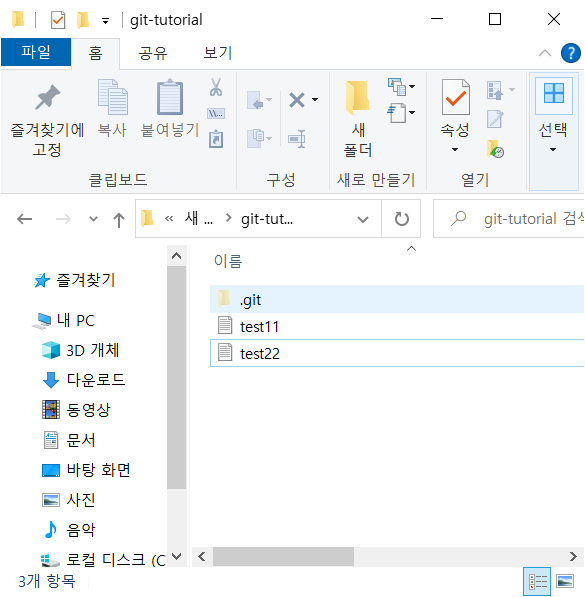 git-tutorial
파일 홈 공유 보기
즐겨찾기에 고정
복사 붙여넣기
클립보드
구성
새 폴더
새로 만들기
속성
열기
선택
« 새 ... > git-tut...
git-tutorial 검색
이름
.git
test11
test22
즐겨찾기
내 PC
3D 개체
다운로드
동영상
문서
바탕 화면
사진
음악
로컬 디스크 (C
3개 항목